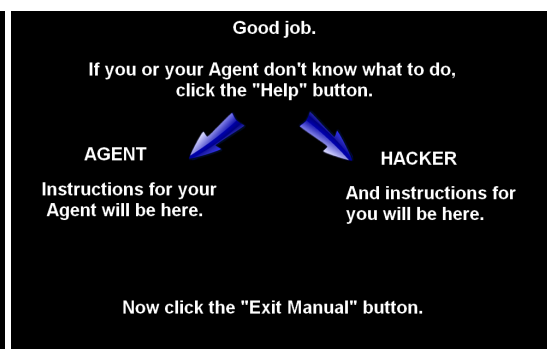 Good job.
If you or your Agent don't know what to do,
click the "Help" button.
AGENT
Instructions for your
Agent will be here.
HACKER
And instructions for
you will be here.
Now click the "Exit Manual" button.